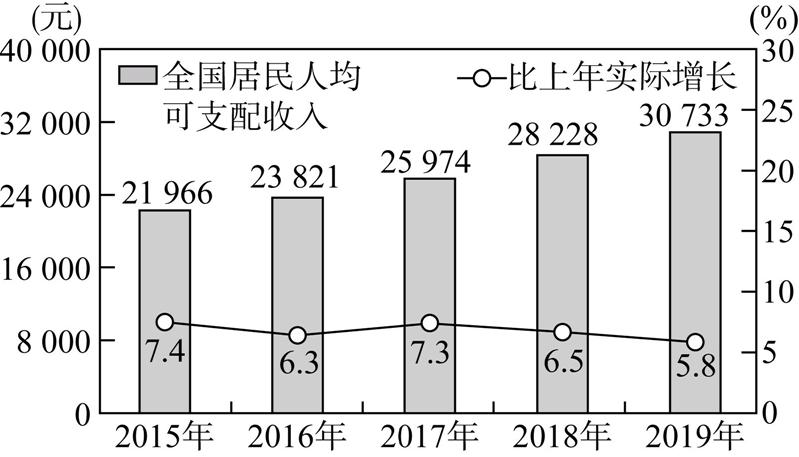 (元)
(%)
40 000
30
全国居民人均
可支配收入
比上年实际增长
32 000
25
24 000
20
16 000
15
10
8 000
5
0
0
21 966
23 821
25 974
28 228
30 733
7.4
6.3
7.3
6.5
5.8
2015年
2016年
2017年
2018年
2019年